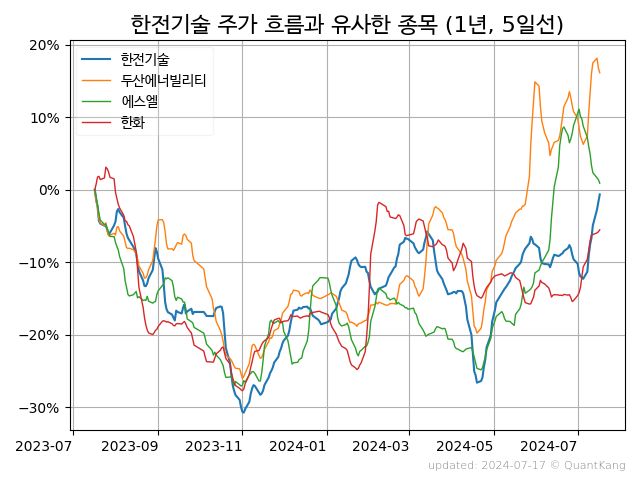 한전기술 주가 흐름과 유사한 종목 (1년, 5일선)
한전기술
두산에너빌리티
에스엘
한화
20%
10%
0%
−10%
−20%
−30%
2023-07 2023-09 2023-11 2024-01 2024-03 2024-05 2024-07
updated: 2024-07-17 © QuantKang